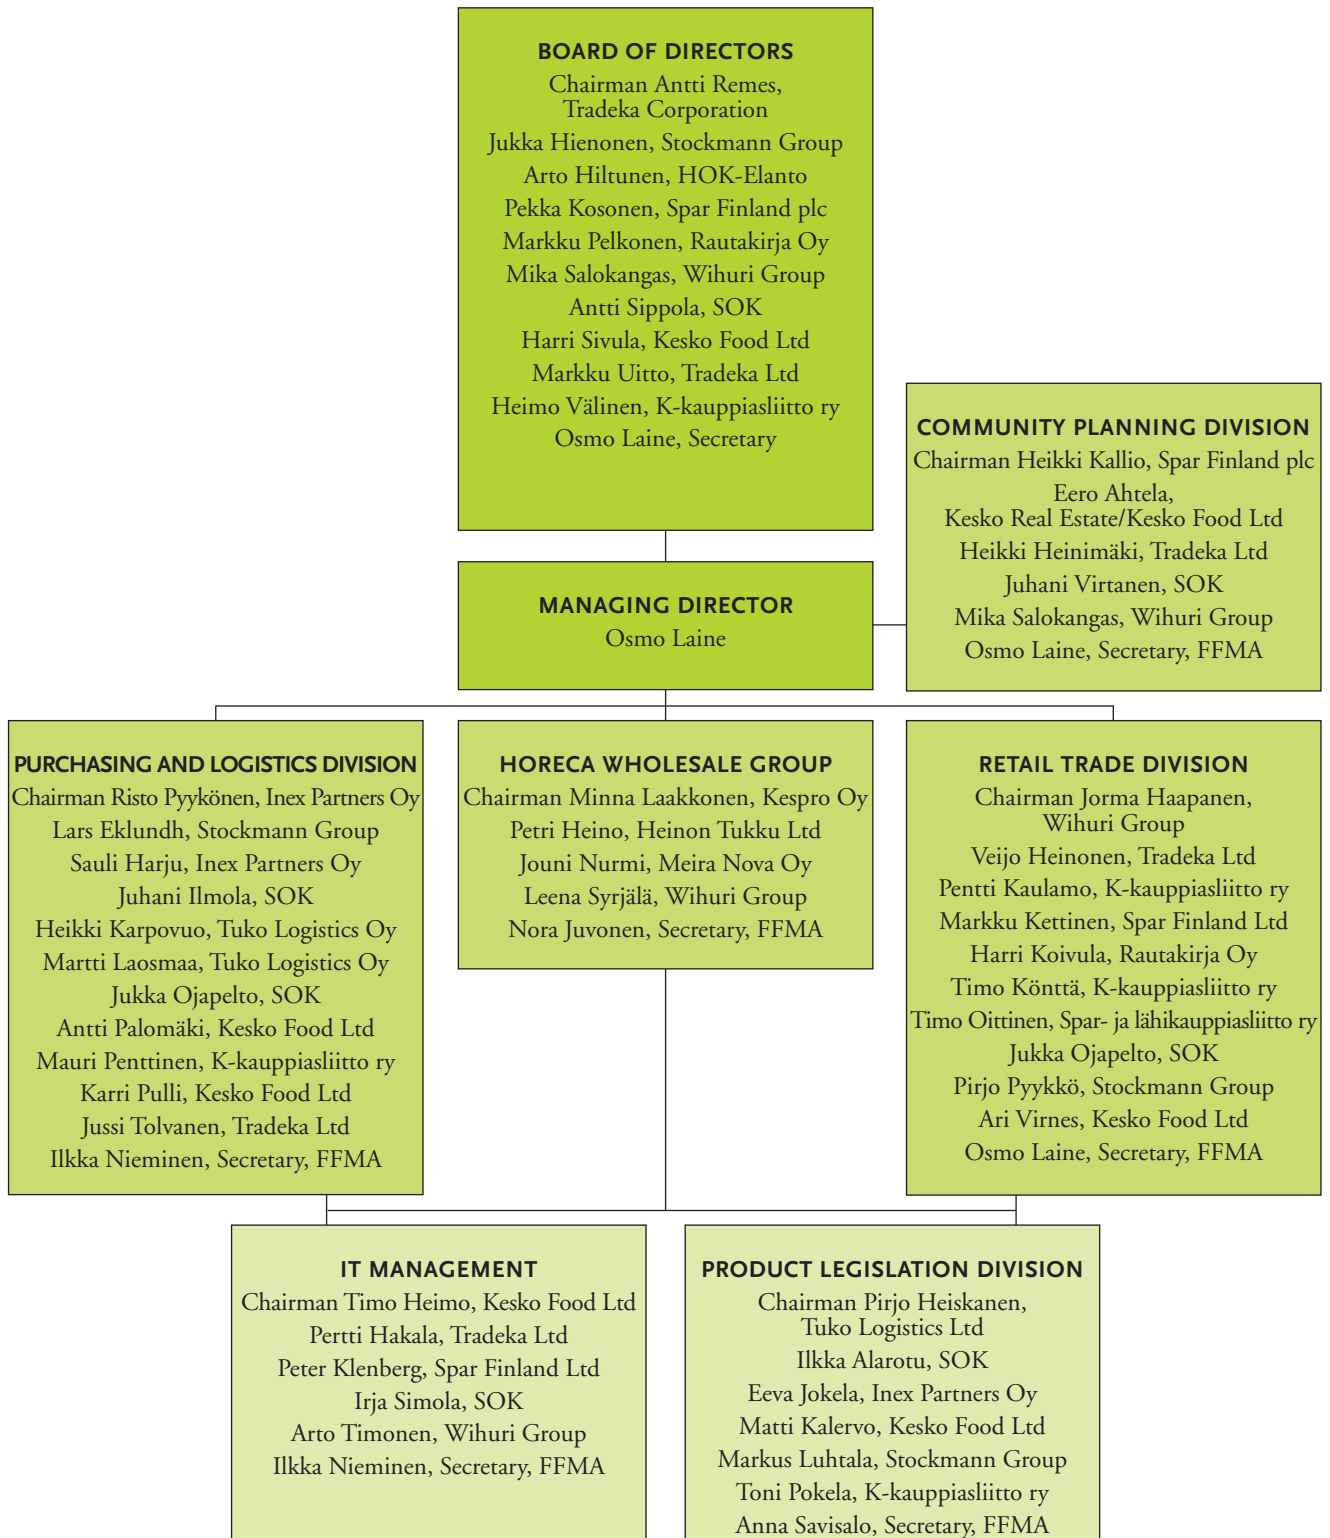 BOARD OF DIRECTORS
Chairman Antti Remes,
Tradeka Corporation
Jukka Hienonen, Stockmann Group
Arto Hiltunen, HOK-Elanto
Pekka Kosonen, Spar Finland plc
Markku Pelkonen, Rautakirja Oy
Mika Salokangas, Wihuri Group
Antti Sippola, SOK
Harri Sivula, Kesko Food Ltd
Markku Uitto, Tradeka Ltd
Heimo Välinen, K-kauppiasliitto ry
Osmo Laine, Secretary
COMMUNITY PLANNING DIVISION
Chairman Heikki Kallio, Spar Finland plc
Eero Ahtela,
Kesko Real Estate/Kesko Food Ltd
Heikki Heinimäki, Tradeka Ltd
Juhani Virtanen, SOK
Mika Salokangas, Wihuri Group
Osmo Laine, Secretary, FFMA
MANAGING DIRECTOR
Osmo Laine
PURCHASING AND LOGISTICS DIVISION
Chairman Risto Pyykönen, Inex Partners Oy
Lars Eklundh, Stockmann Group
Sauli Harju, Inex Partners Oy
Juhani Ilmola, SOK
Heikki Karpovuo, Tuko Logistics Oy
Martti Laosmaa, Tuko Logistics Oy
Jukka Ojapelto, SOK
Antti Palomäki, Kesko Food Ltd
Mauri Penttinen, K-kauppiasliitto ry
Karri Pulli, Kesko Food Ltd
Jussi Tolvanen, Tradeka Ltd
Ilkka Nieminen, Secretary, FFMA
HORECA WHOLESALE GROUP
Chairman Minna Laakkonen, Kespro Oy
Petri Heino, Heinon Tukku Ltd
Jouni Nurmi, Meira Nova Oy
Leena Syrjälä, Wihuri Group
Nora Juvonen, Secretary, FFMA
RETAIL TRADE DIVISION
Chairman Jorma Haapanen,
Wihuri Group
Veijo Heinonen, Tradeka Ltd
Pentti Kaulamo, K-kauppiasliitto ry
Markku Kettinen, Spar Finland Ltd
Harri Koivula, Rautakirja Oy
Timo Könttä, K-kauppiasliitto ry
Timo Oittinen, Spar- ja lähikauppiasliitto ry
Jukka Ojapelto, SOK
Pirjo Pyykkö, Stockmann Group
Ari Virnes, Kesko Food Ltd
Osmo Laine, Secretary, FFMA
IT MANAGEMENT
Chairman Timo Heimo, Kesko Food Ltd
Pertti Hakala, Tradeka Ltd
Peter Klenberg, Spar Finland Ltd
Irja Simola, SOK
Arto Timonen, Wihuri Group
Ilkka Nieminen, Secretary, FFMA
PRODUCT LEGISLATION DIVISION
Chairman Pirjo Heiskanen,
Tuko Logistics Ltd
Ilkka Alarotu, SOK
Eeva Jokela, Inex Partners Oy
Matti Kalervo, Kesko Food Ltd
Markus Luhtala, Stockmann Group
Toni Pokela, K-kauppiasliitto ry
Anna Savisalo, Secretary, FFMA